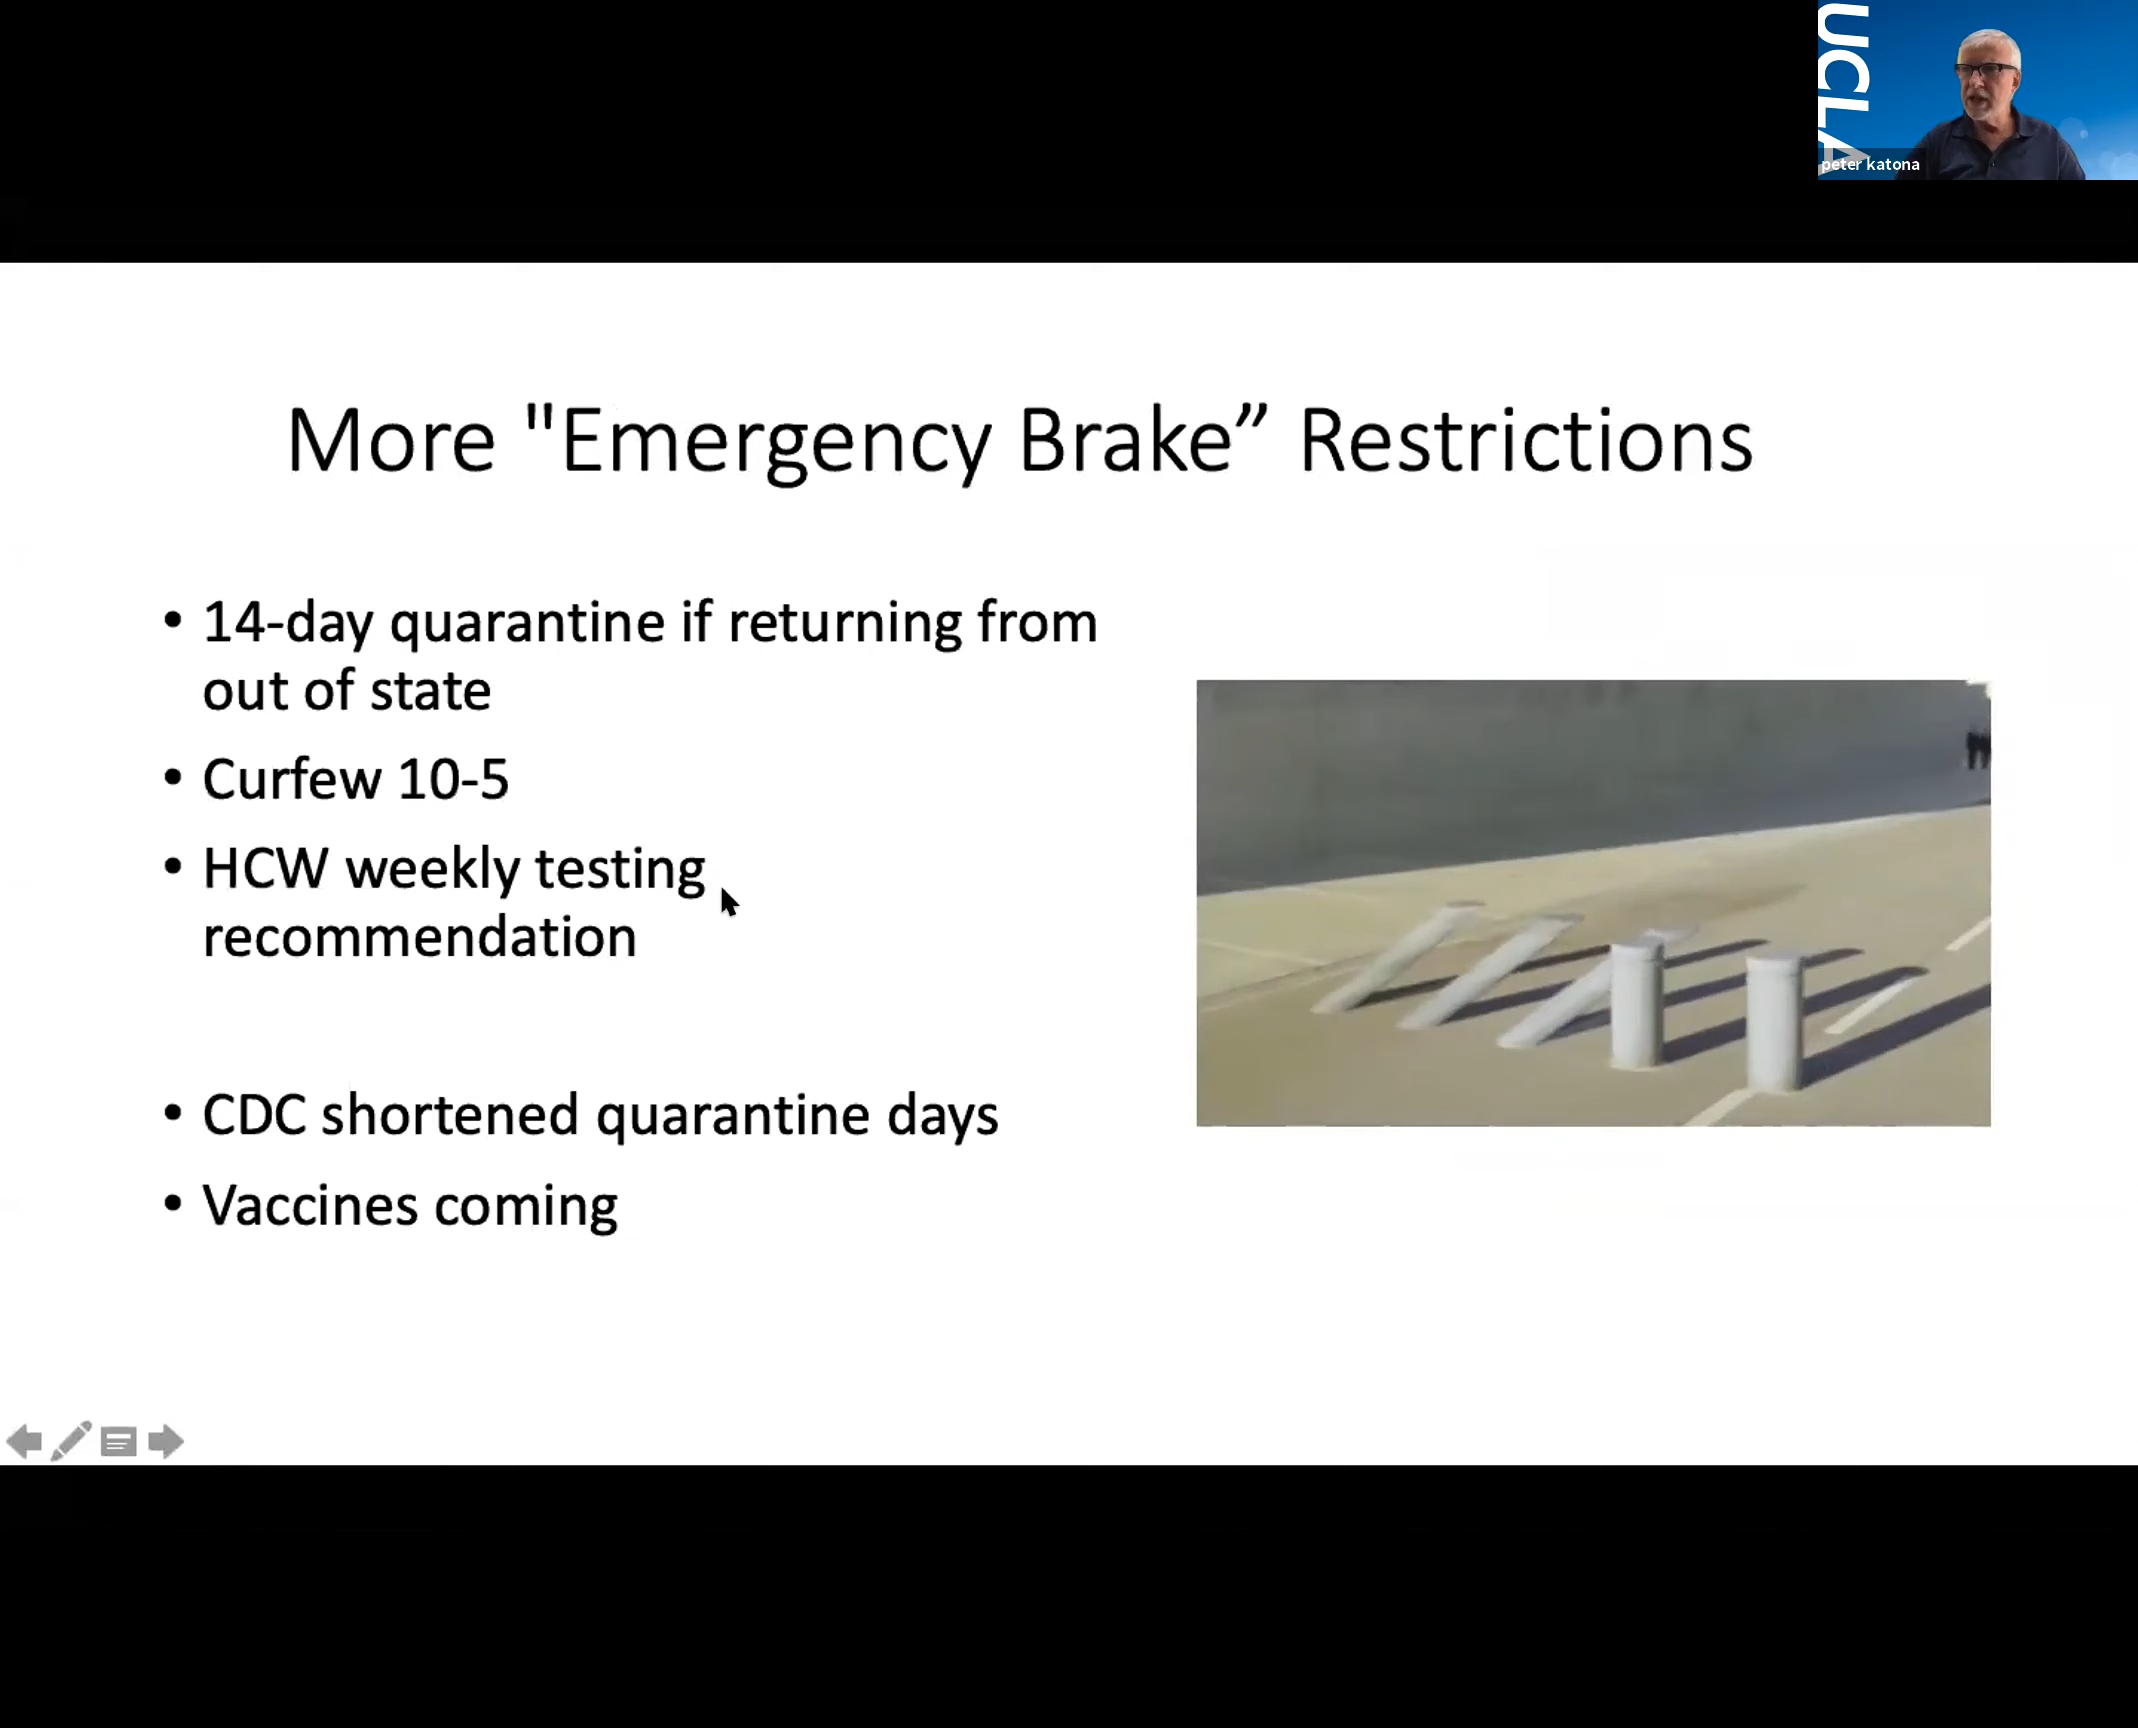 UCLA
peter katona
More "Emergency Brake” Restrictions
• 14-day quarantine if returning from
out of state
• Curfew 10-5
• HCW weekly testing
recommendation
• CDC shortened quarantine days
• Vaccines coming